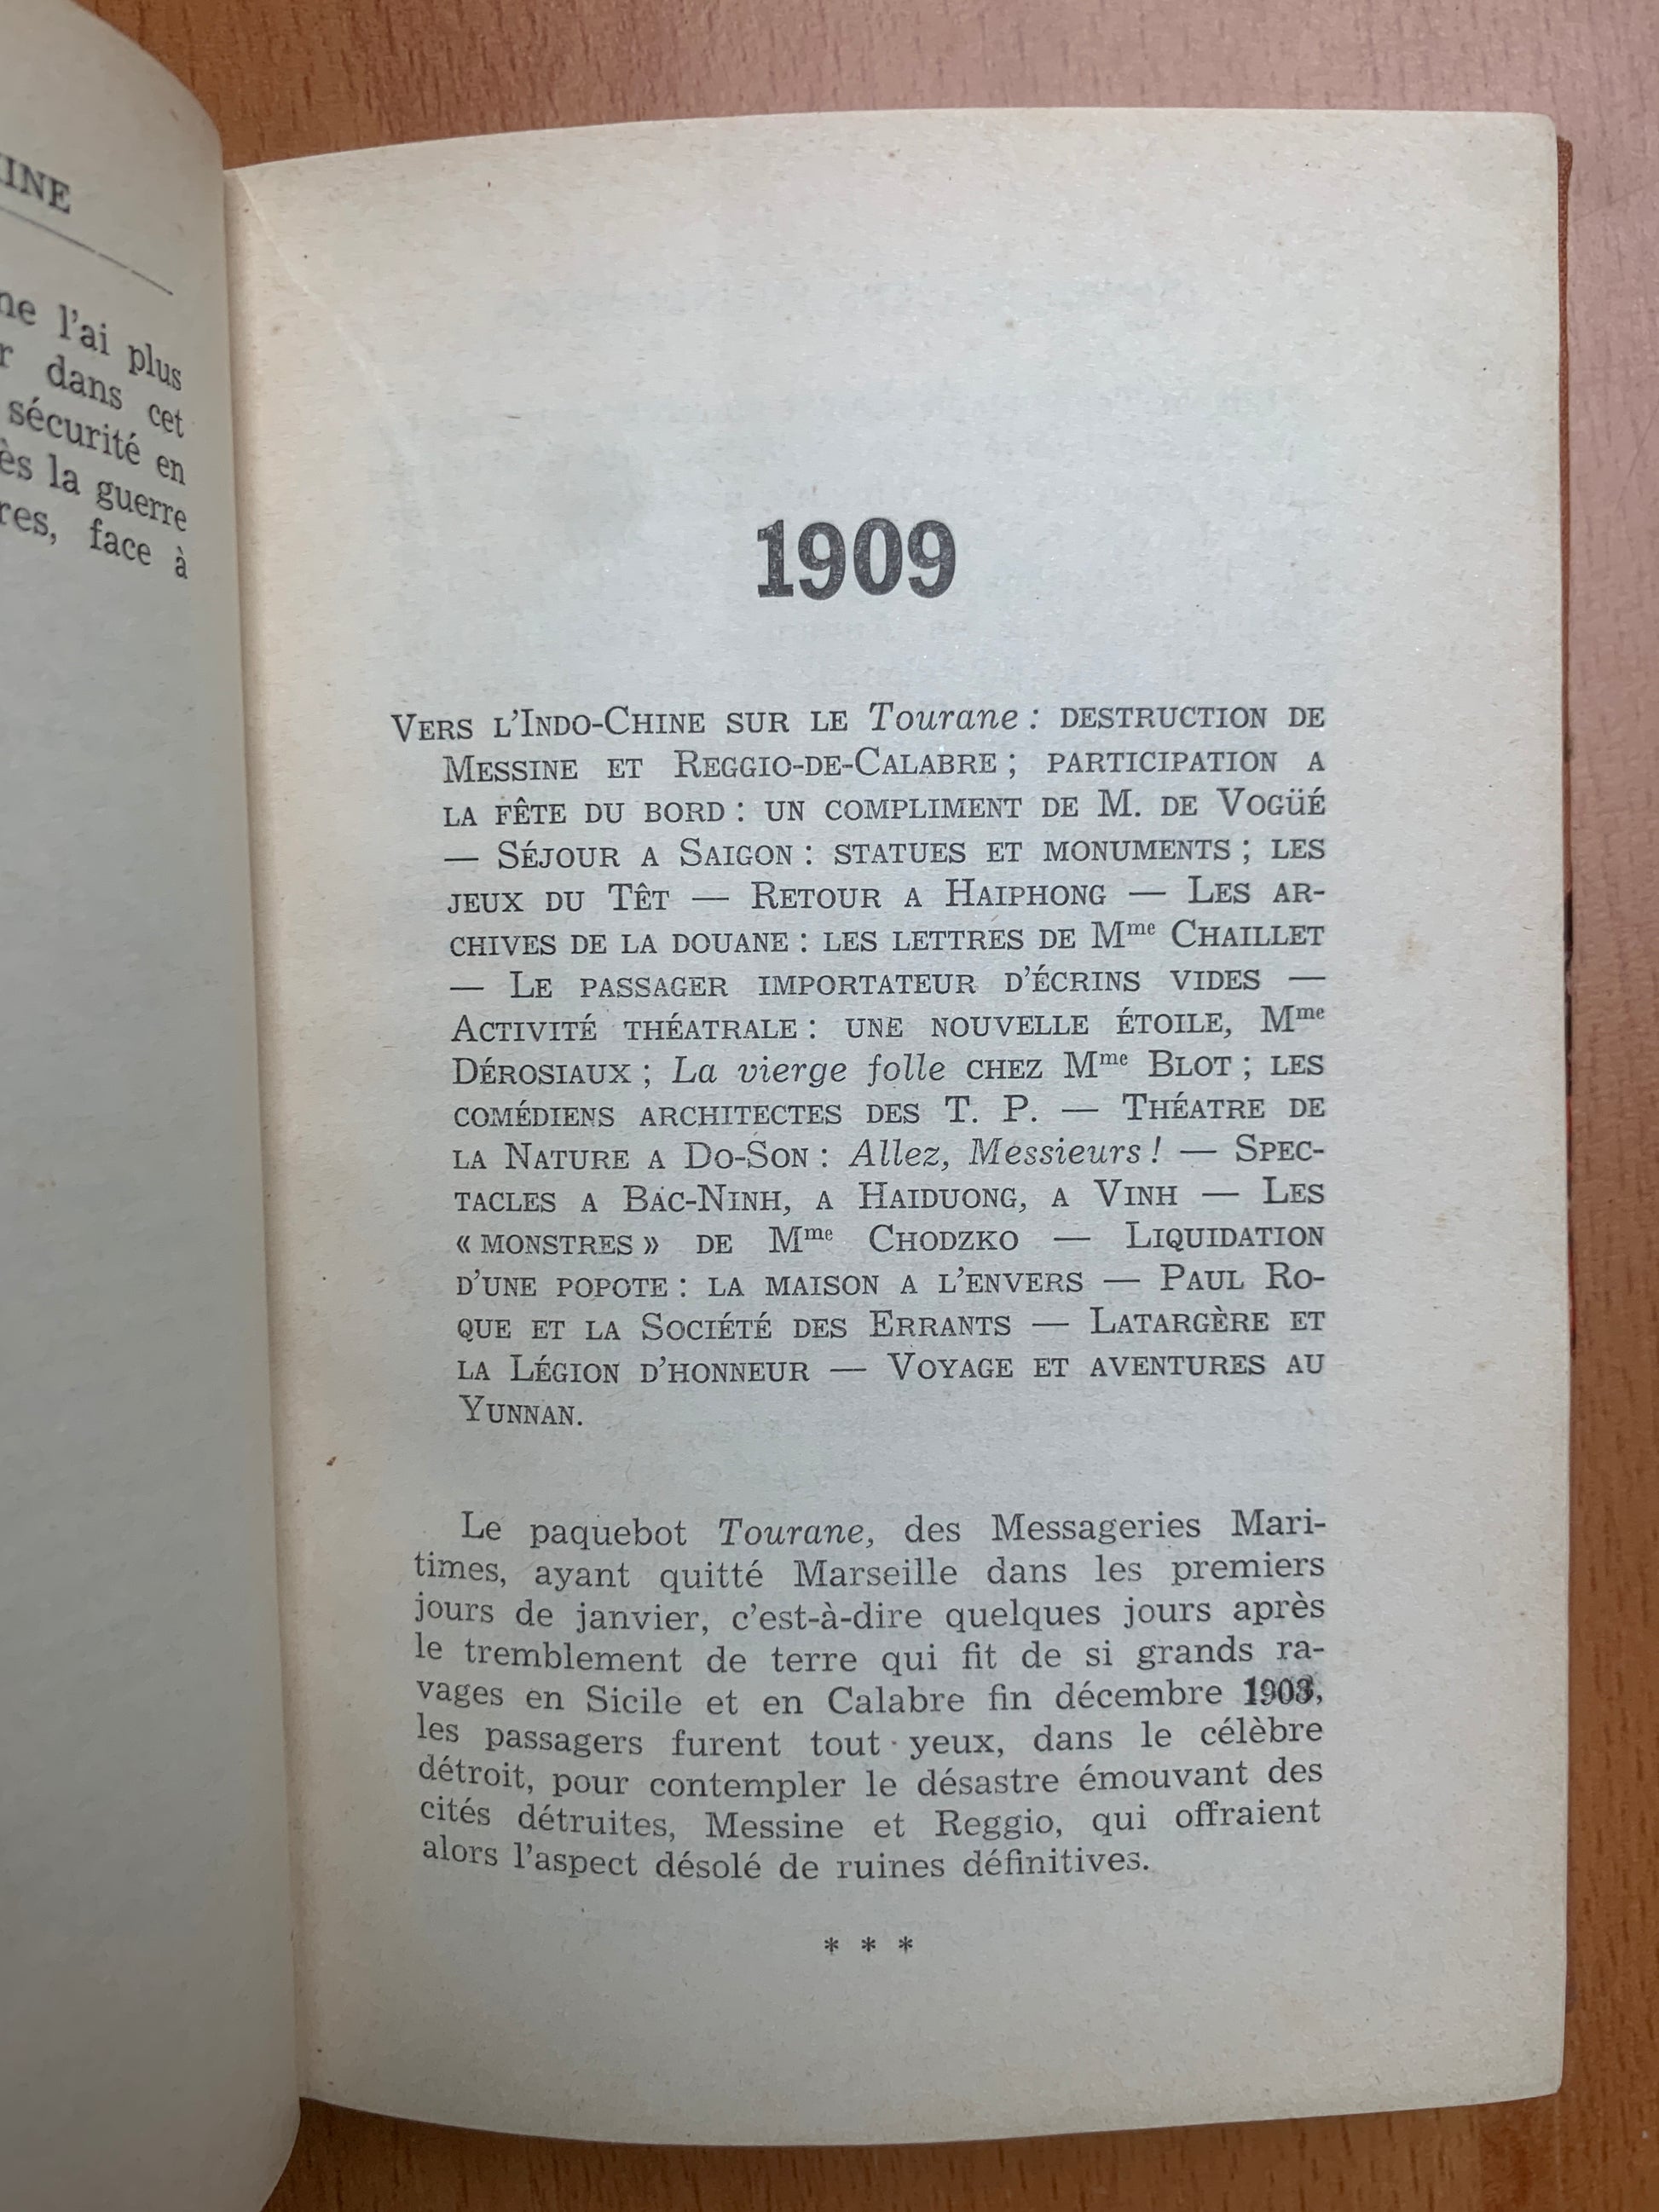 INE
ne l'ai plus
r dans cet
sécurité en
ès la guerre
res, face à
1909
VERS L'INDO-CHINE SUR LE Tourane : DESTRUCTION DE
MESSINE ET REGGIO-DE-CALABRE ; PARTICIPATION A
LA FÊTE DU BORD : UN COMPLIMENT DE M. DE VOGÜÉ
— SÉJOUR A SAIGON : STATUES ET MONUMENTS ; LES
JEUX DU TÊT — RETOUR A HAIPHONG — LES AR-
CHIVES DE LA DOUANE : LES LETTRES DE Mme CHAILLET
— LE PASSAGER IMPORTATEUR D'ÉCRINS VIDES —
ACTIVITÉ THÉATRALE : UNE NOUVELLE ÉTOILE, Mme
DÉROSIAUX ; La vierge folle CHEZ Mme BLOT ; LES
COMÉDIENS ARCHITECTES DES T. P. — THÉATRE DE
LA NATURE A DO-SON : Allez, Messieurs ! — SPEC-
TACLES A BAC-NINH, A HAIDUONG, A VINH — LES
« MONSTRES » DE Mme CHODZKO — LIQUIDATION
D'UNE POPOTE : LA MAISON A L'ENVERS — PAUL RO-
QUE ET LA SOCIÉTÉ DES ERRANTS — LATARGÈRE ET
LA LÉGION D'HONNEUR — VOYAGE ET AVENTURES AU
YUNNAN.
Le paquebot Tourane, des Messageries Mari-
times, ayant quitté Marseille dans les premiers
jours de janvier, c'est-à-dire quelques jours après
le tremblement de terre qui fit de si grands ra-
vages en Sicile et en Calabre fin décembre 1908,
les passagers furent tout yeux, dans le célèbre
détroit, pour contempler le désastre émouvant des
cités détruites, Messine et Reggio, qui offraient
alors l'aspect désolé de ruines définitives.
* * *